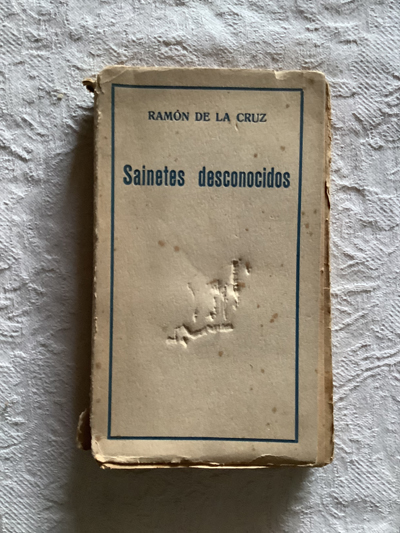 RAMÓN DE LA CRUZ
Sainetes desconocidos